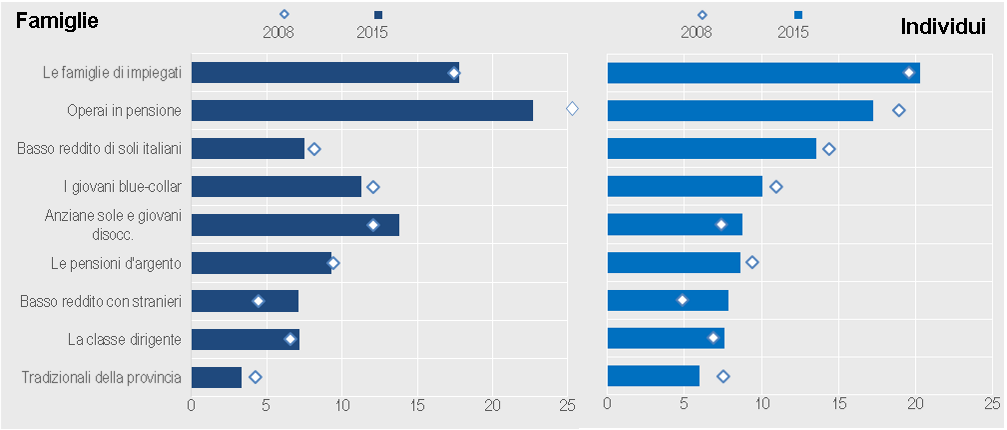 Famiglie
2008
2015
2008
2015
Individui
Le famiglie di impiegati
Operai in pensione
Basso reddito di soli italiani
I giovani blue-collar
Anziane sole e giovani
disocc.
Le pensioni d'argento
Basso reddito con stranieri
La classe dirigente
Tradizionali della provincia
0 5 10 15 20 25
0 5 10 15 20 25